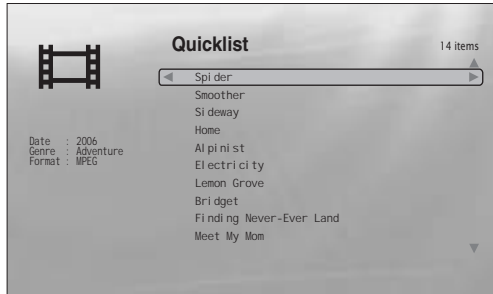 Quicklist
14 items
Spider
Smoother
Sideway
Home
Alpinist
Electricity
Lemon Grove
Bridget
Finding Never-Ever Land
Meet My Mom
Date : 2006
Genre : Adventure
Format : MPEG